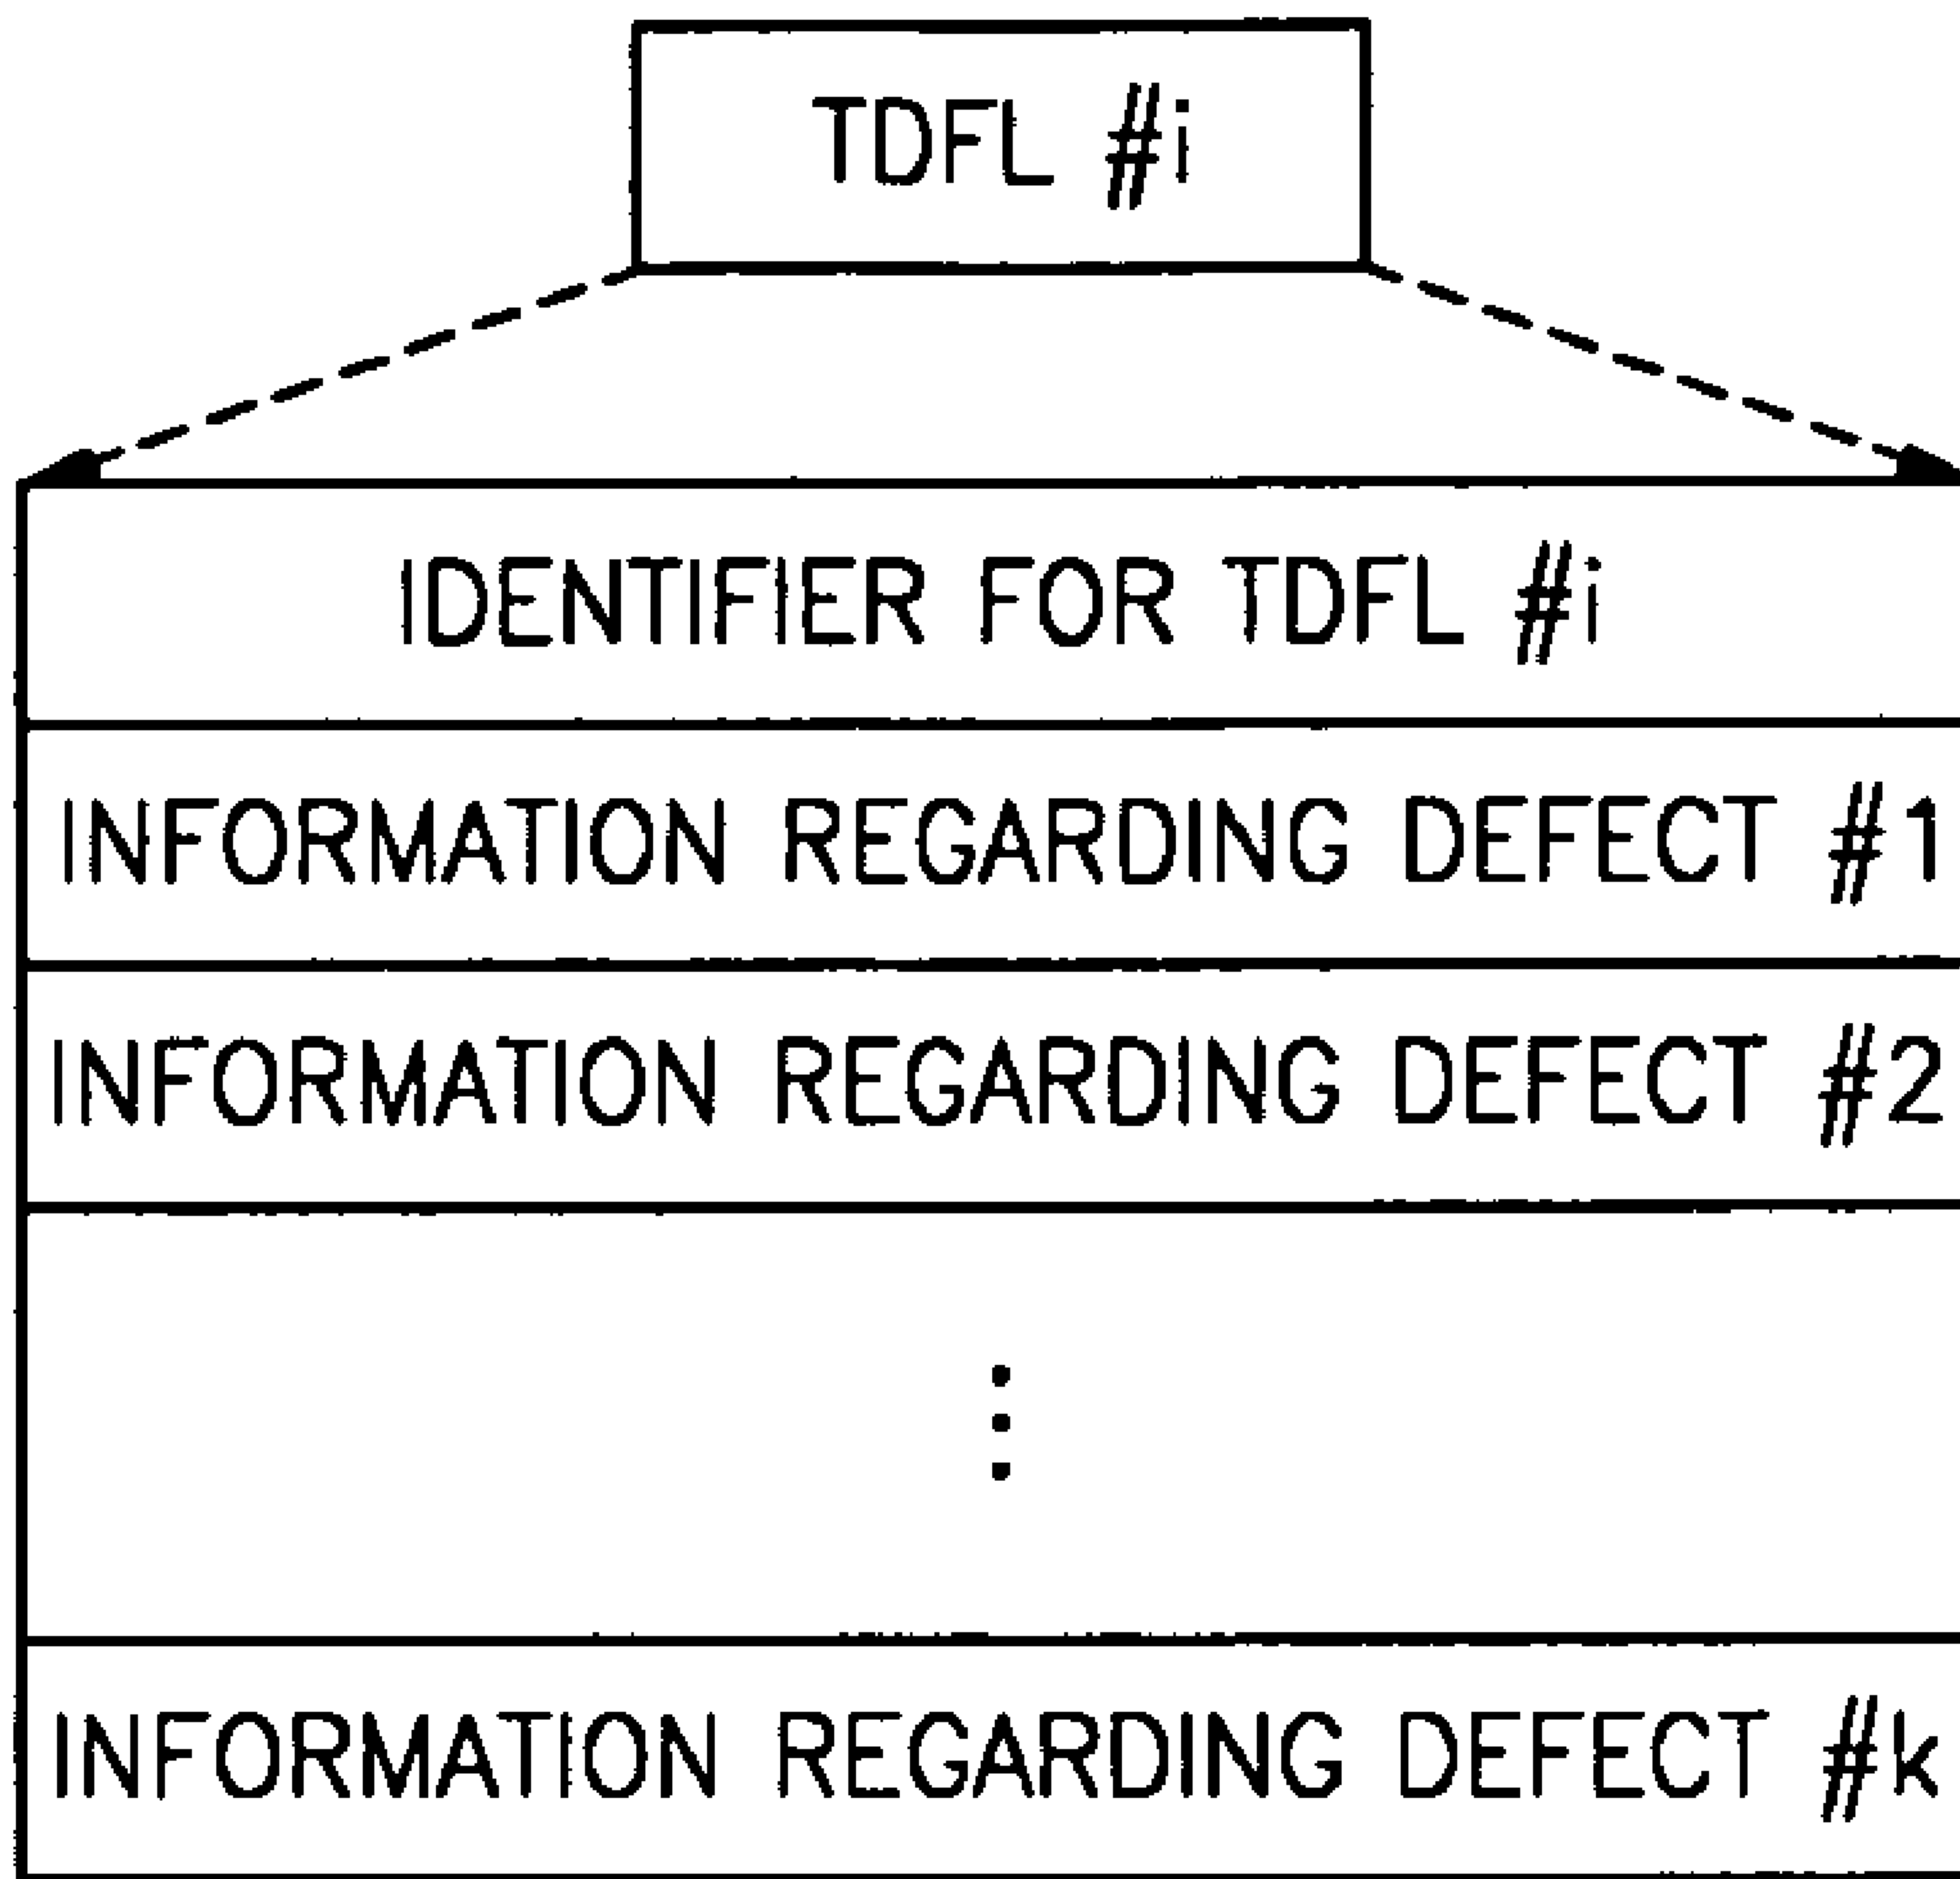 TDFL #i
IDENTIFIER FOR TDFL #i
INFORMATION REGARDING DEFECT #1
INFORMATION REGARDING DEFECT #2
INFORMATION REGARDING DEFECT #k